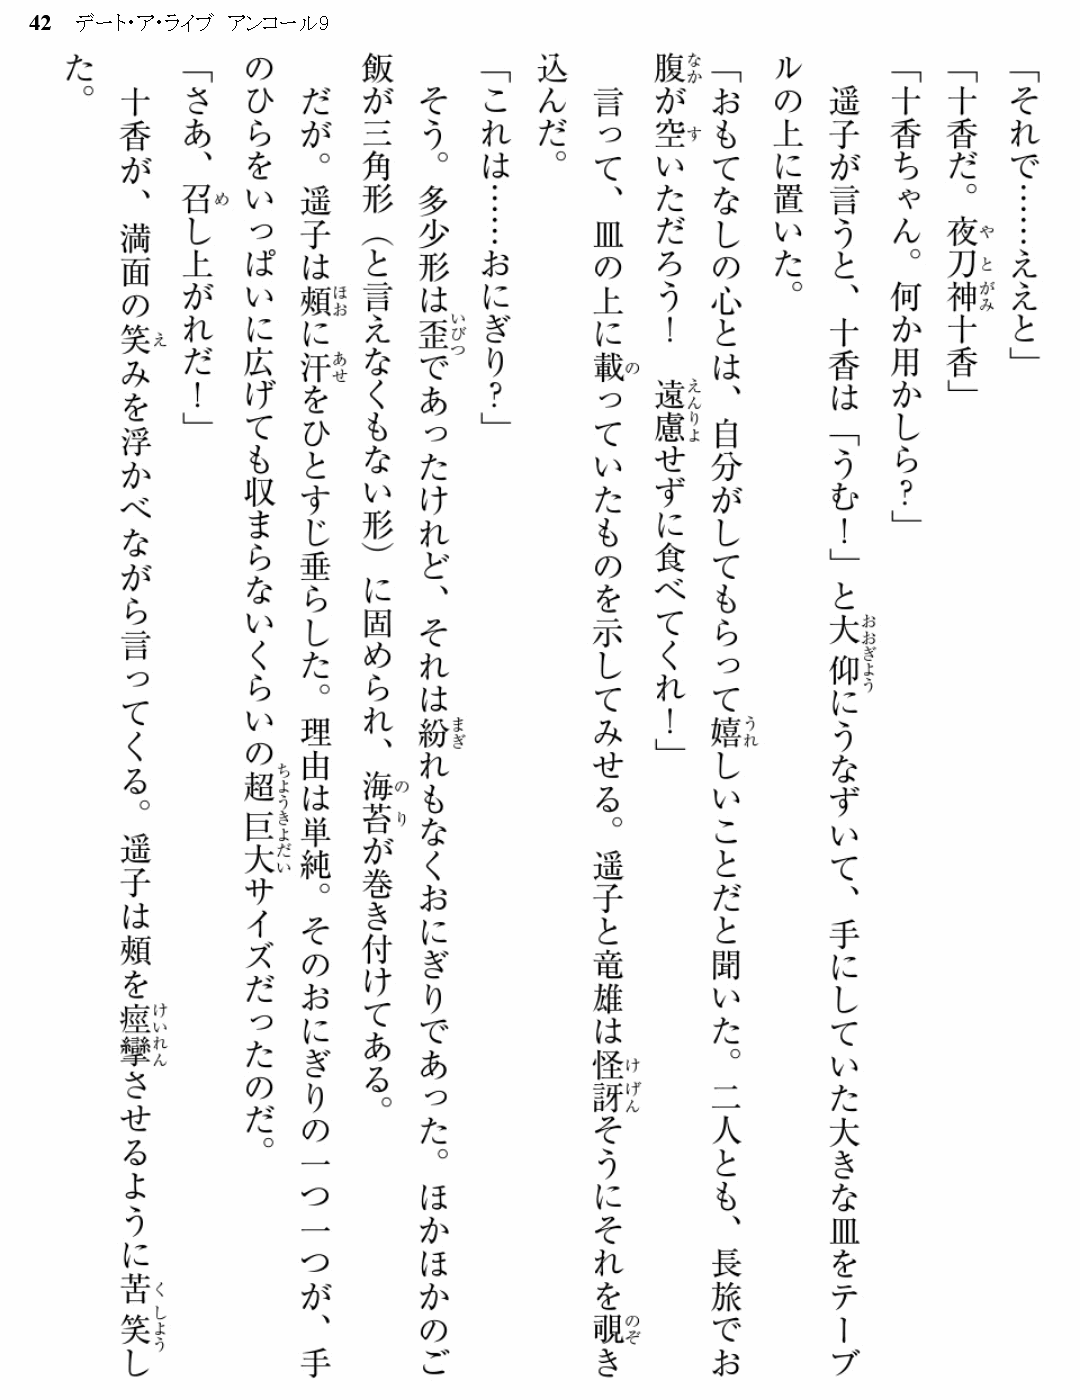 42 デート・ア・ライブ アンコール9
「それで……ええと」
「十香だ。夜刀神十香」
「十香ちゃん。何か用かしら?」
遥子が言うと、十香は「うむ!」と大仰にうなずいて、手にしていた大きな皿をテーブ
ルの上に置いた。
「おもてなしの心とは、自分がしてもらって嬉しいことだと聞いた。二人とも、長旅でお
腹が空いただろう! 遠慮せずに食べてくれ!」
言って、皿の上に載っていたものを示してみせる。遥子と竜雄は怪訝そうにそれを覗き
込んだ。
「これは……おにぎり?」
そう。多少形は歪であったけれど、それは紛れもなくおにぎりであった。ほかほかのご
飯が三角形(と言えなくもない形)に固められ、海苔が巻き付けてある。
だが。遥子は頰に汗をひとすじ垂らした。理由は単純。そのおにぎりの一つ一つが、手
のひらをいっぱいに広げても収まらないくらいの超巨大サイズだったのだ。
「さあ、召し上がれだ!」
十香が、満面の笑みを浮かべながら言ってくる。遥子は頰を痙攣させるように苦笑し
た。